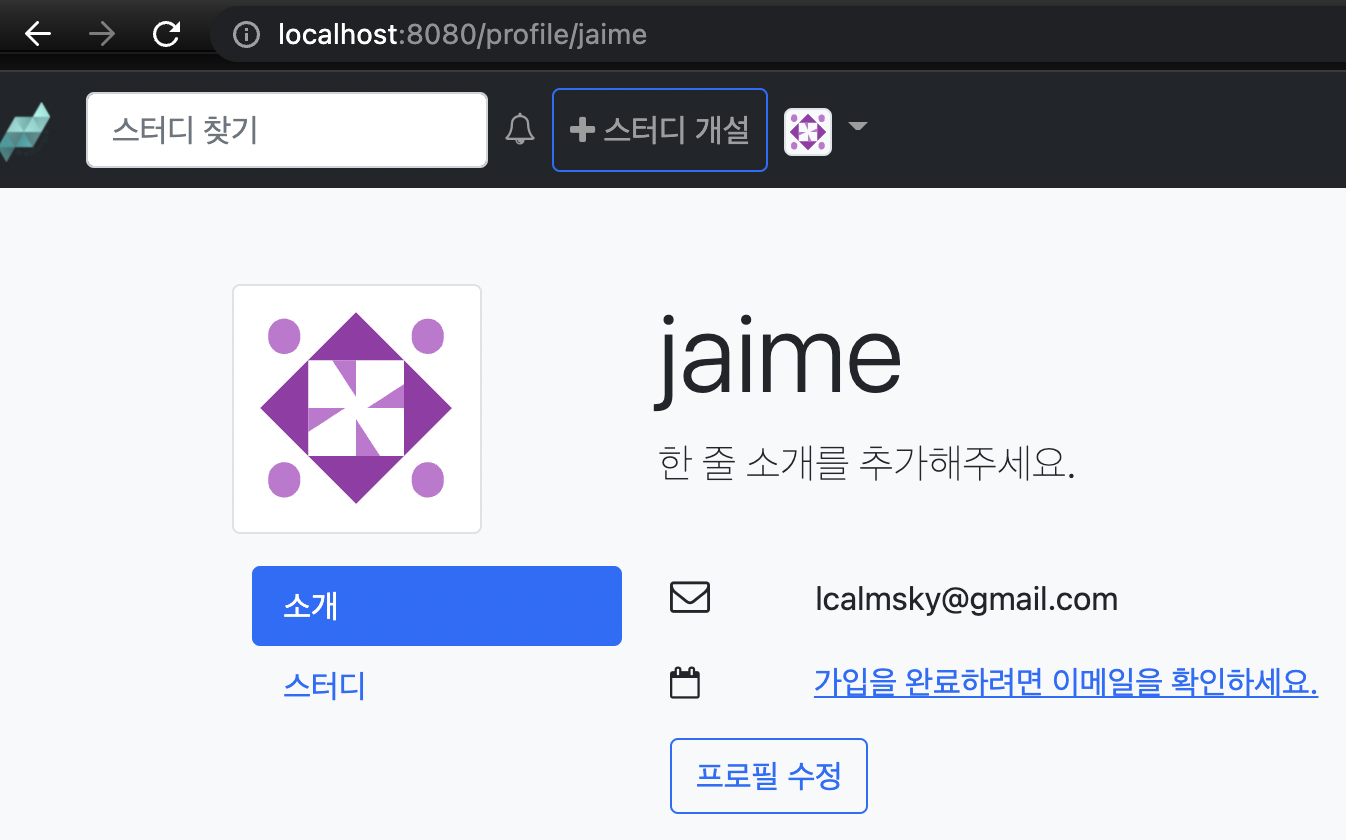 localhost:8080/profile/jaime
스터디 찾기
스터디 개설
jaime
한 줄 소개를 추가해주세요.
소개
스터디
lcalmsky@gmail.com
가입을 완료하려면 이메일을 확인하세요.
프로필 수정